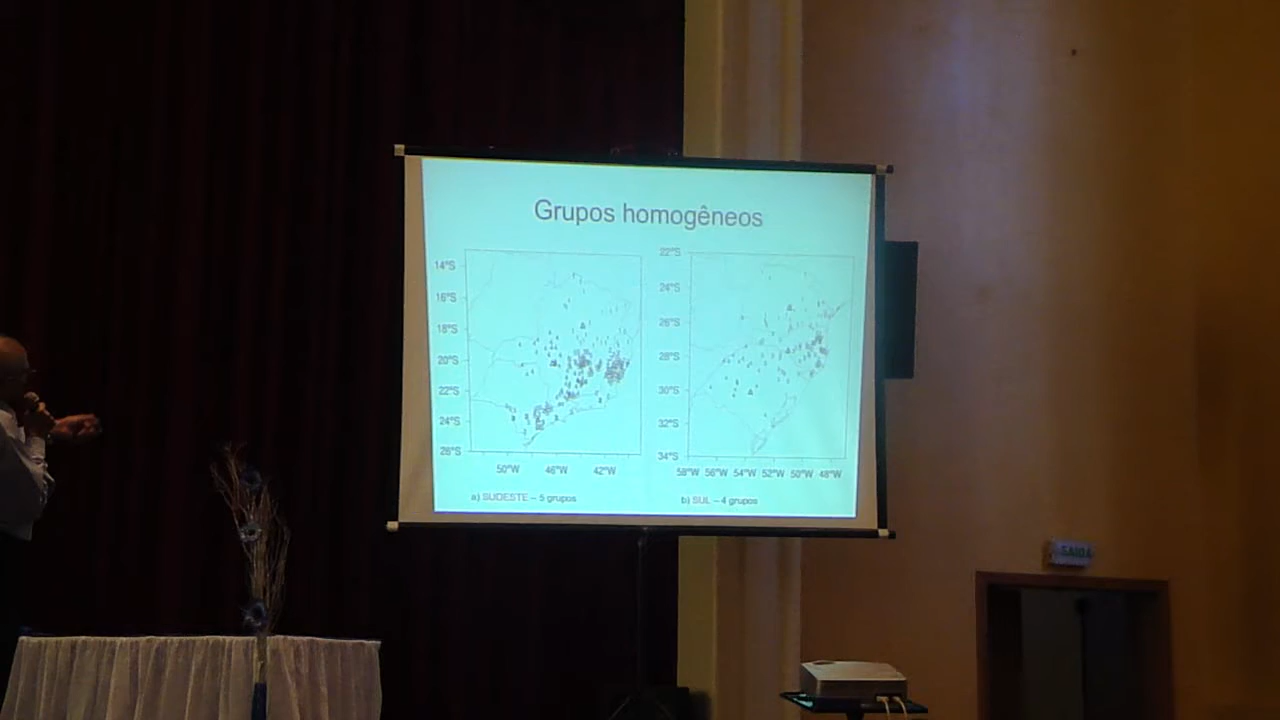 Grupos homogêneos
14°S
16°S
18°S
20°S
22°S
24°S
26°S
50°W 46°W 42°W
a) SUDESTE – 5 grupos
22°S
24°S
26°S
28°S
30°S
32°S
34°S
58°W 56°W 54°W 52°W 50°W 48°W
b) SUL – 4 grupos
SAÍDA